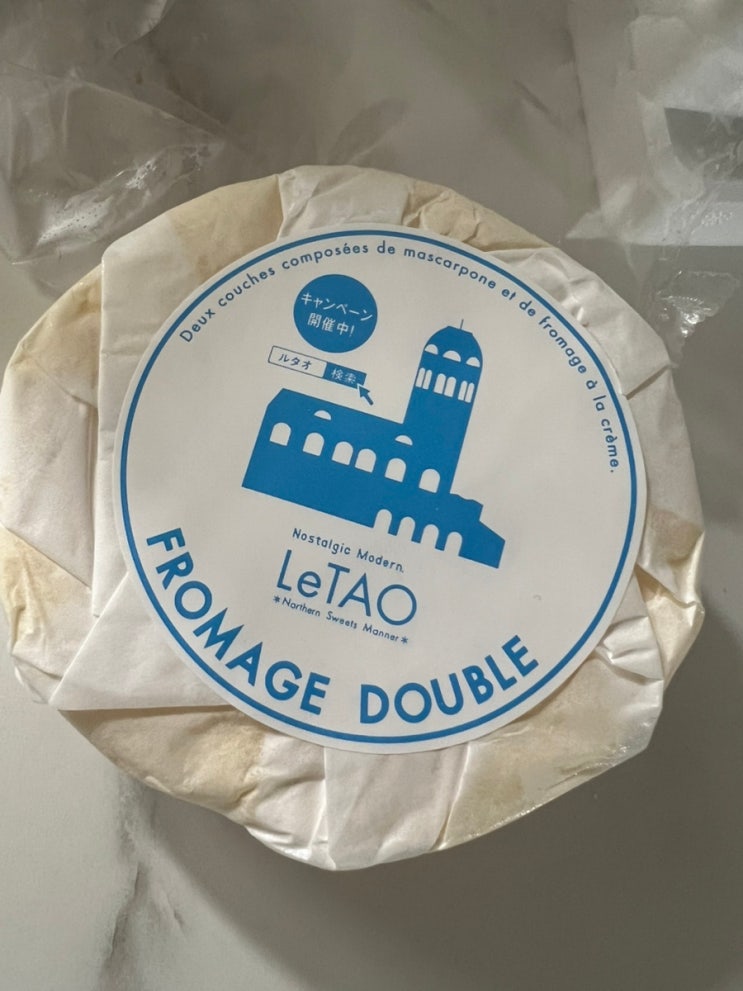 Deux couches composées de mascarpone et de fromage à la crème.
キャンペーン
開催中!
ルタオ 検索
Nostalgic Modern.
LeTAO
*Northern Sweets Manner*
FROMAGE DOUBLE